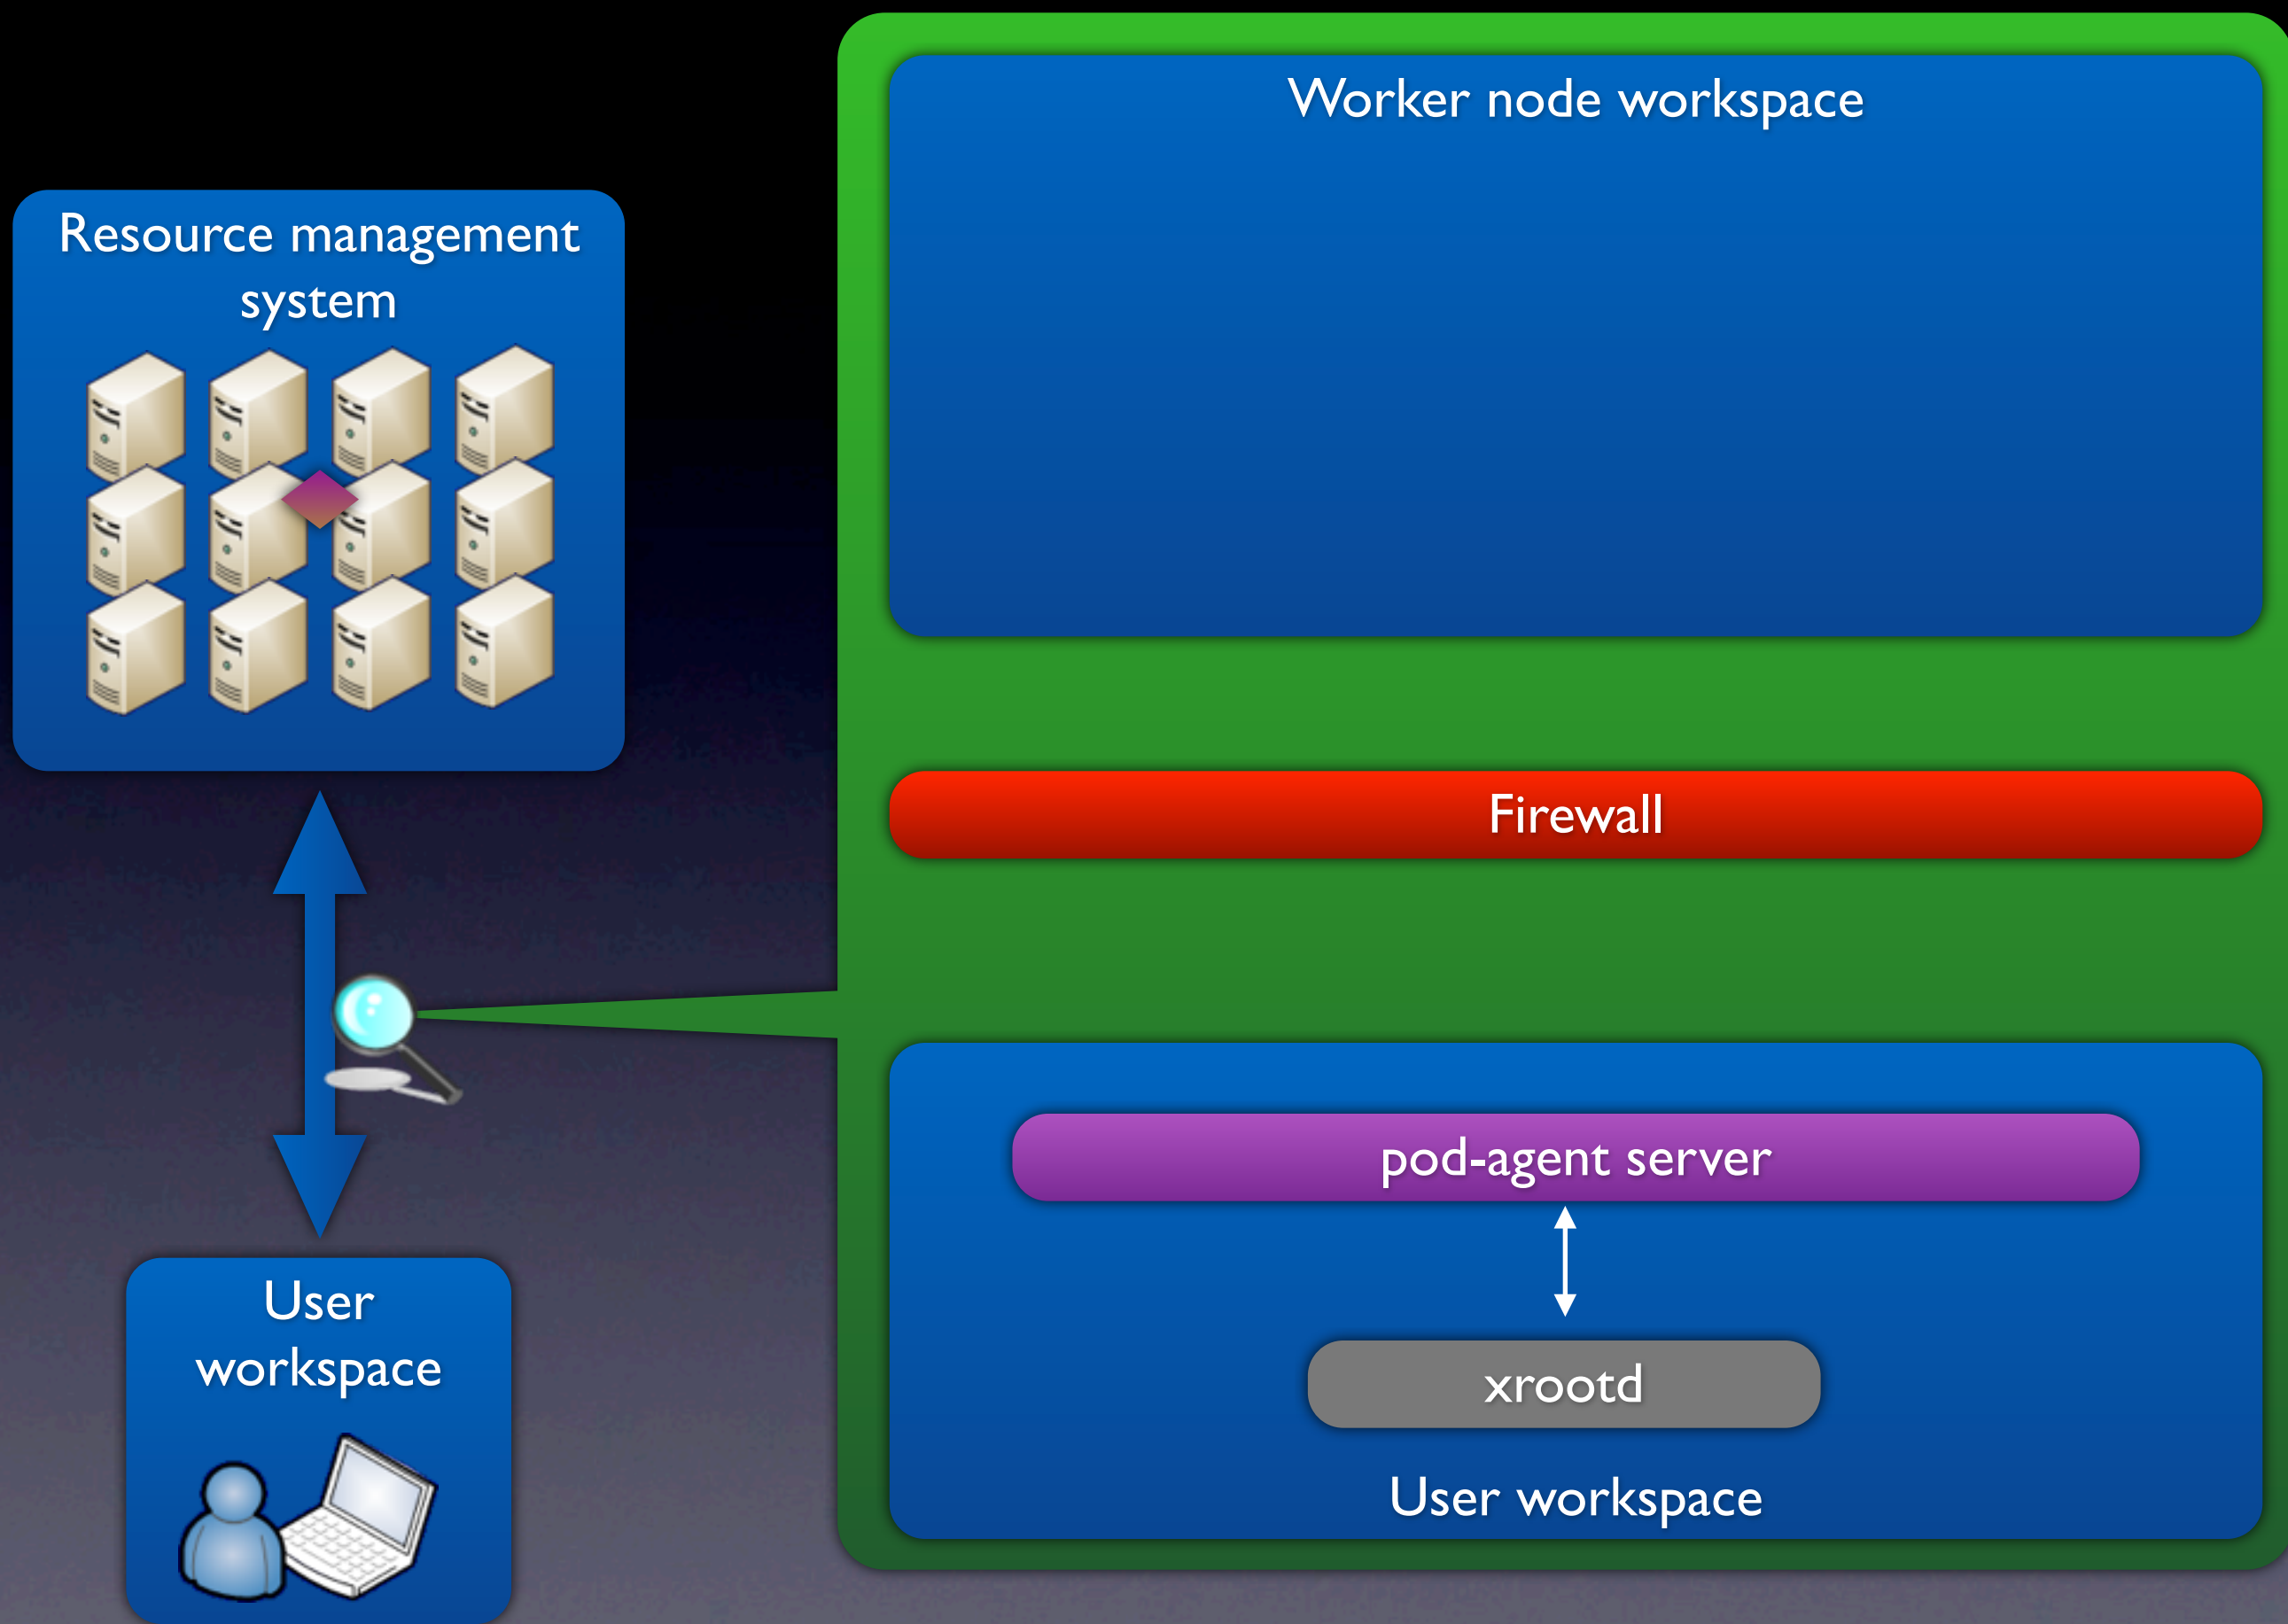 Resource management
system
User
workspace
Worker node workspace
Firewall
pod-agent server
xrootd
User workspace